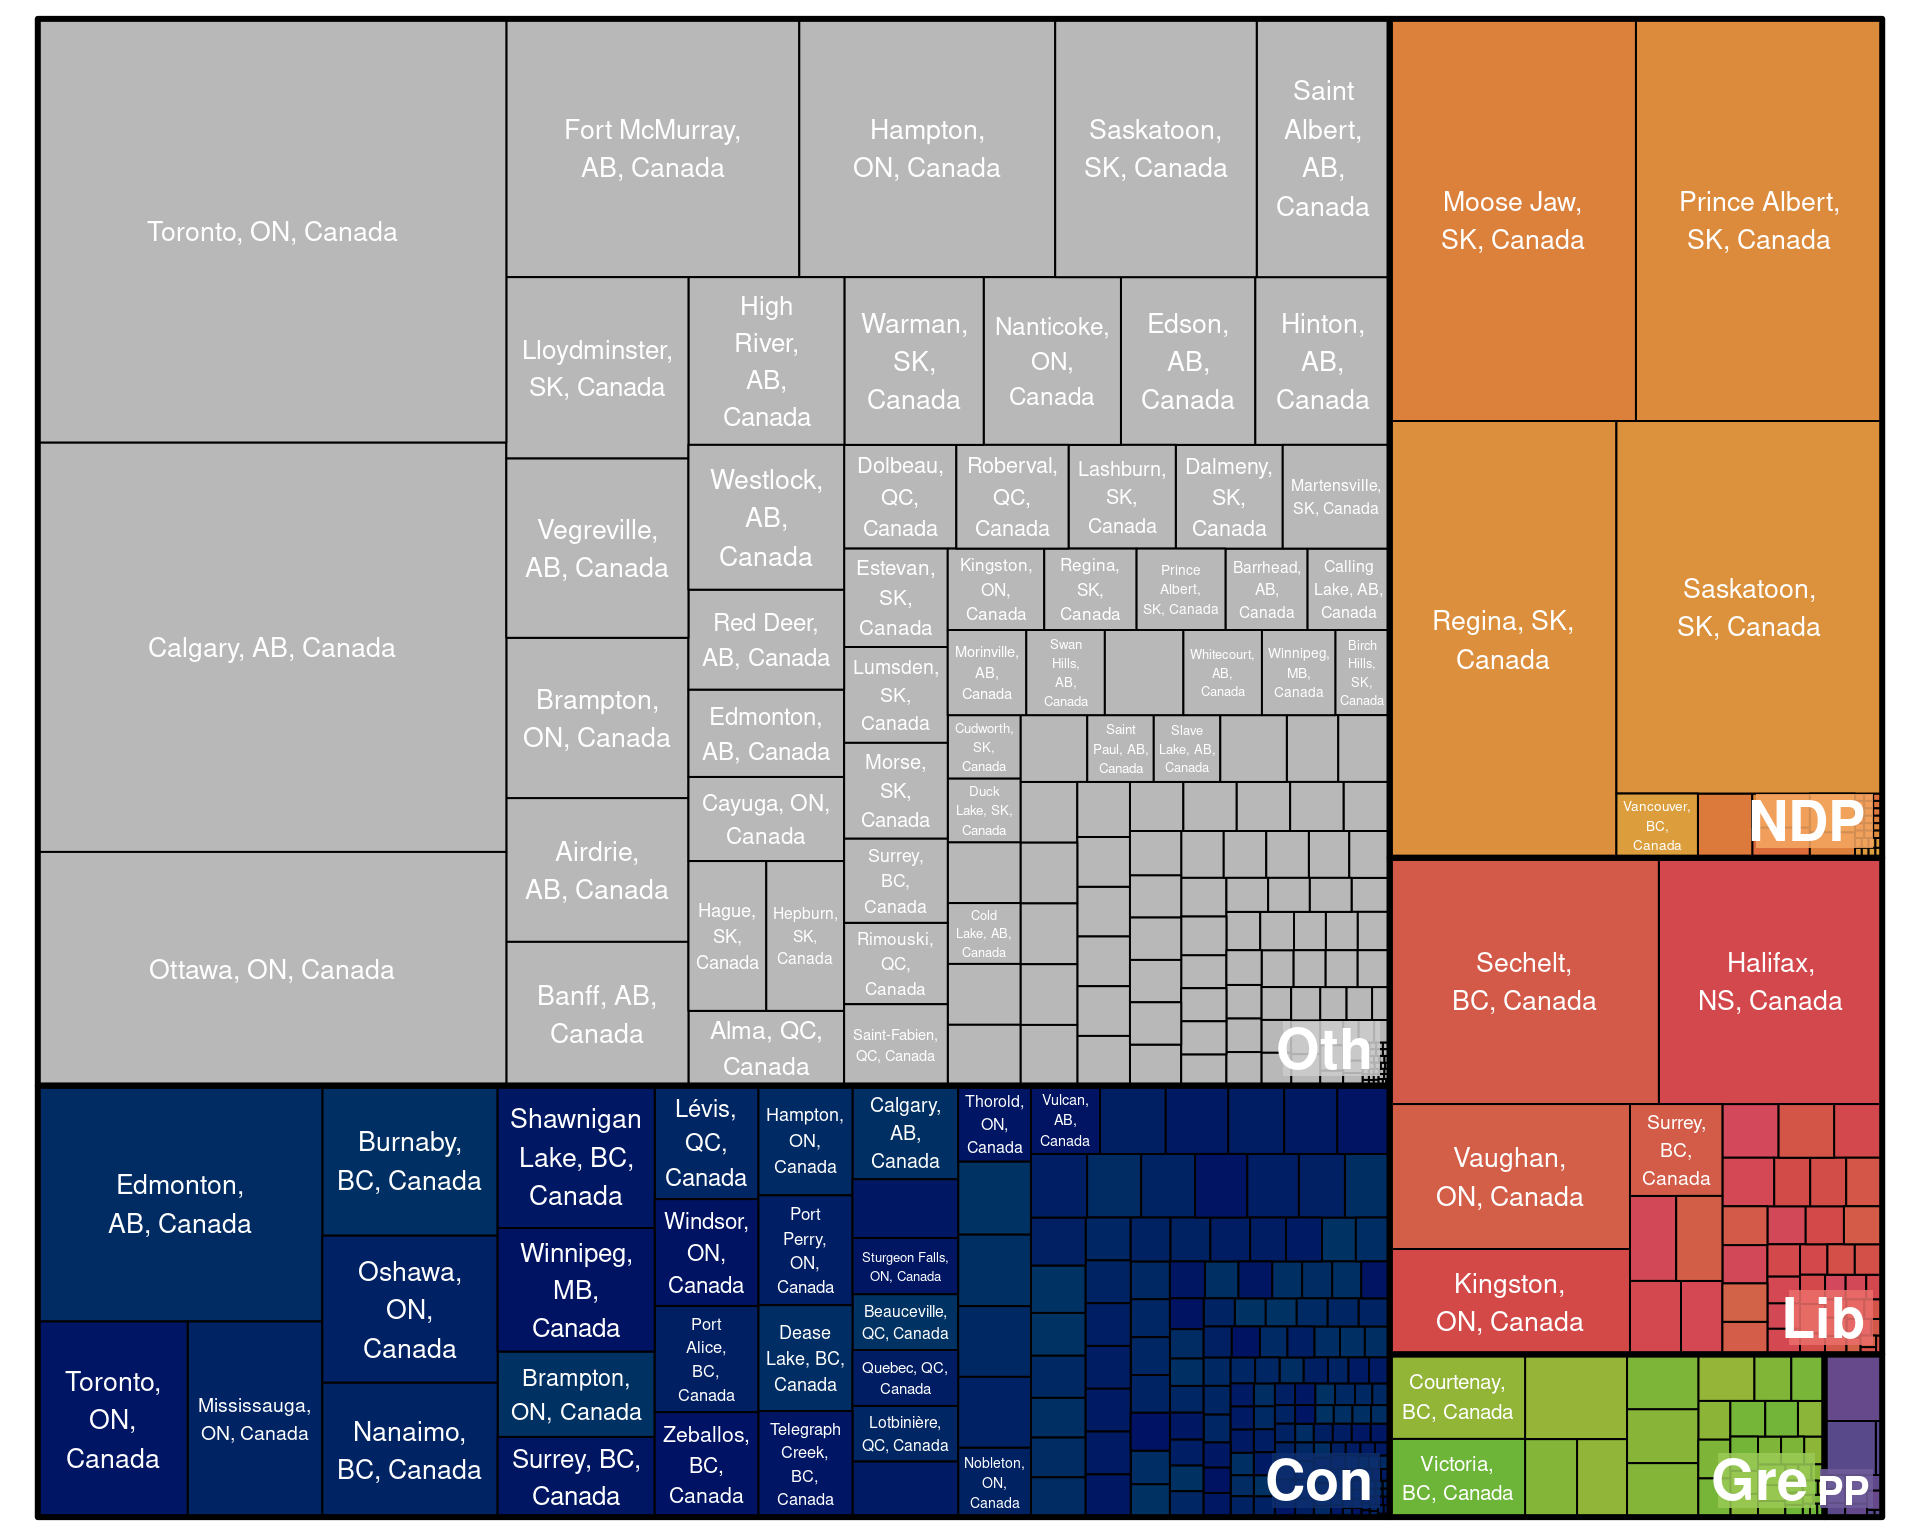 Toronto, ON, Canada
Calgary, AB, Canada
Ottawa, ON, Canada
Fort McMurray,
AB, Canada
Hampton,
ON, Canada
Saskatoon,
SK, Canada
Saint
Albert,
AB,
Canada
Lloydminster,
SK, Canada
Vegreville,
AB, Canada
Brampton,
ON, Canada
Airdrie,
AB, Canada
Banff, AB,
Canada
High
River,
AB,
Canada
Westlock,
AB,
Canada
Red Deer,
AB, Canada
Edmonton,
AB, Canada
Cayuga, ON,
Canada
Hague,
SK,
Canada
Hepburn,
SK,
Canada
Alma, QC,
Canada
Warman,
SK,
Canada
Nanticoke,
ON,
Canada
Edson,
AB,
Canada
Hinton,
AB,
Canada
Dolbeau,
QC,
Canada
Roberval,
QC,
Canada
Lashburn,
SK,
Canada
Dalmeny,
SK,
Canada
Martensville,
SK, Canada
Estevan,
SK,
Canada
Lumsden,
SK,
Canada
Morse,
SK,
Canada
Surrey,
BC,
Canada
Rimouski,
QC,
Canada
Saint-Fabien,
QC, Canada
Kingston,
ON,
Canada
Regina,
SK,
Canada
Prince
Albert,
SK, Canada
Barrhead,
AB,
Canada
Calling
Lake, AB,
Canada
Morinville,
AB,
Canada
Swan
Hills,
AB,
Canada
Whitecourt,
AB,
Canada
Winnipeg,
MB,
Canada
Birch
Hills,
SK,
Canada
Cudworth,
SK,
Canada
Saint
Paul, AB,
Canada
Slave
Lake, AB,
Canada
Duck
Lake, SK,
Canada
Cold
Lake, AB,
Canada
Oth
Edmonton,
AB, Canada
Toronto,
ON,
Canada
Mississauga,
ON, Canada
Burnaby,
BC, Canada
Oshawa,
ON,
Canada
Nanaimo,
BC, Canada
Shawnigan
Lake, BC,
Canada
Winnipeg,
MB,
Canada
Brampton,
ON, Canada
Surrey, BC,
Canada
Lévis,
QC,
Canada
Windsor,
ON,
Canada
Port
Alice,
BC,
Canada
Zeballos,
BC,
Canada
Hampton,
ON,
Canada
Port
Perry,
ON,
Canada
Dease
Lake, BC,
Canada
Telegraph
Creek,
BC,
Canada
Calgary,
AB,
Canada
Sturgeon Falls,
ON, Canada
Beauceville,
QC, Canada
Quebec, QC,
Canada
Lotbinière,
QC, Canada
Thorold,
ON,
Canada
Nobleton,
ON,
Canada
Vulcan,
AB,
Canada
Con
Moose Jaw,
SK, Canada
Prince Albert,
SK, Canada
Regina, SK,
Canada
Saskatoon,
SK, Canada
Vancouver,
BC,
Canada
NDP
Sechelt,
BC, Canada
Halifax,
NS, Canada
Vaughan,
ON, Canada
Kingston,
ON, Canada
Surrey,
BC,
Canada
Lib
Courtenay,
BC, Canada
Victoria,
BC, Canada
Gre
PP